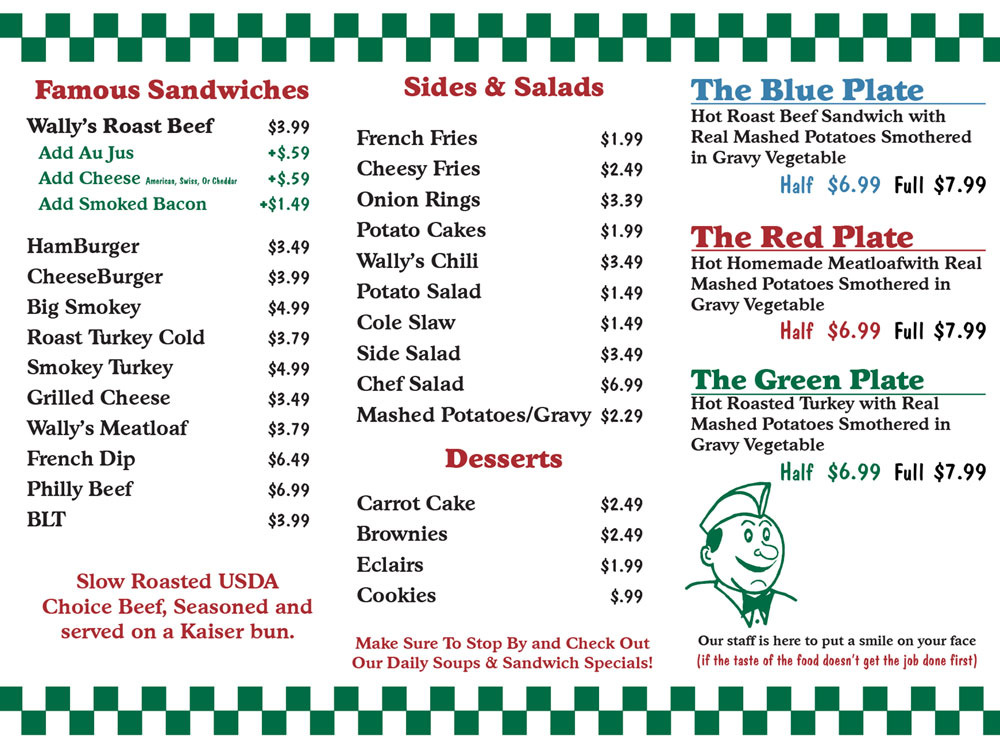 Famous Sandwiches
Wally's Roast Beef $3.99
Add Au Jus +$.59
Add Cheese American, Swiss, Or Cheddar +$.59
Add Smoked Bacon +$1.49
HamBurger $3.49
CheeseBurger $3.99
Big Smokey $4.99
Roast Turkey Cold $3.79
Smokey Turkey $4.99
Grilled Cheese $3.49
Wally's Meatloaf $3.79
French Dip $6.49
Philly Beef $6.99
BLT $3.99
Slow Roasted USDA
Choice Beef, Seasoned and
served on a Kaiser bun.
Sides & Salads
French Fries $1.99
Cheesy Fries $2.49
Onion Rings $3.39
Potato Cakes $1.99
Wally's Chili $3.49
Potato Salad $1.49
Cole Slaw $1.49
Side Salad $3.49
Chef Salad $6.99
Mashed Potatoes/Gravy $2.29
Desserts
Carrot Cake $2.49
Brownies $2.49
Eclairs $1.99
Cookies $.99
Make Sure To Stop By and Check Out
Our Daily Soups & Sandwich Specials!
The Blue Plate
Hot Roast Beef Sandwich with
Real Mashed Potatoes Smothered
in Gravy Vegetable
Half $6.99 Full $7.99
The Red Plate
Hot Homemade Meatloafwith Real
Mashed Potatoes Smothered in
Gravy Vegetable
Half $6.99 Full $7.99
The Green Plate
Hot Roasted Turkey with Real
Mashed Potatoes Smothered in
Gravy Vegetable
Half $6.99 Full $7.99
Our staff is here to put a smile on your face
(if the taste of the food doesn't get the job done first)